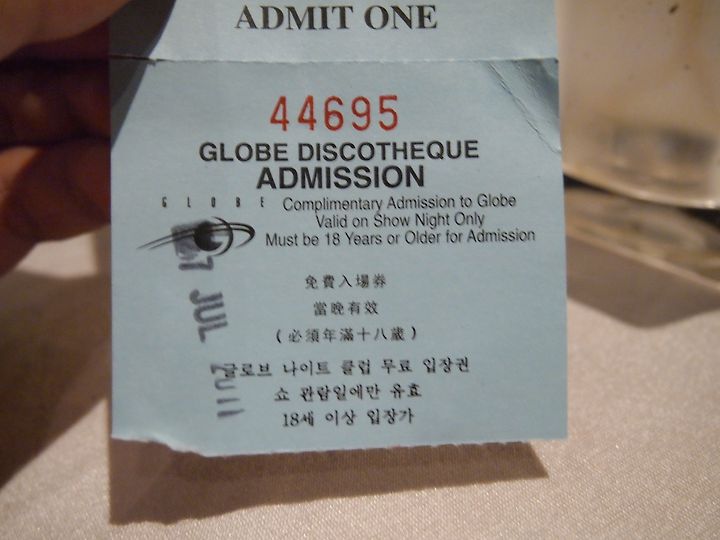 ADMIT ONE
44695
GLOBE DISCOTHEQUE
ADMISSION
GLOBE
Complimentary Admission to Globe
Valid on Show Night Only
Must be 18 Years or Older for Admission
免費入場券
當晚有效
(必須年滿十八歲)
글로브 나이트 클럽 무료 입장권
쇼 관람일에만 유효
18세 이상 입장가
7 JUL 2011